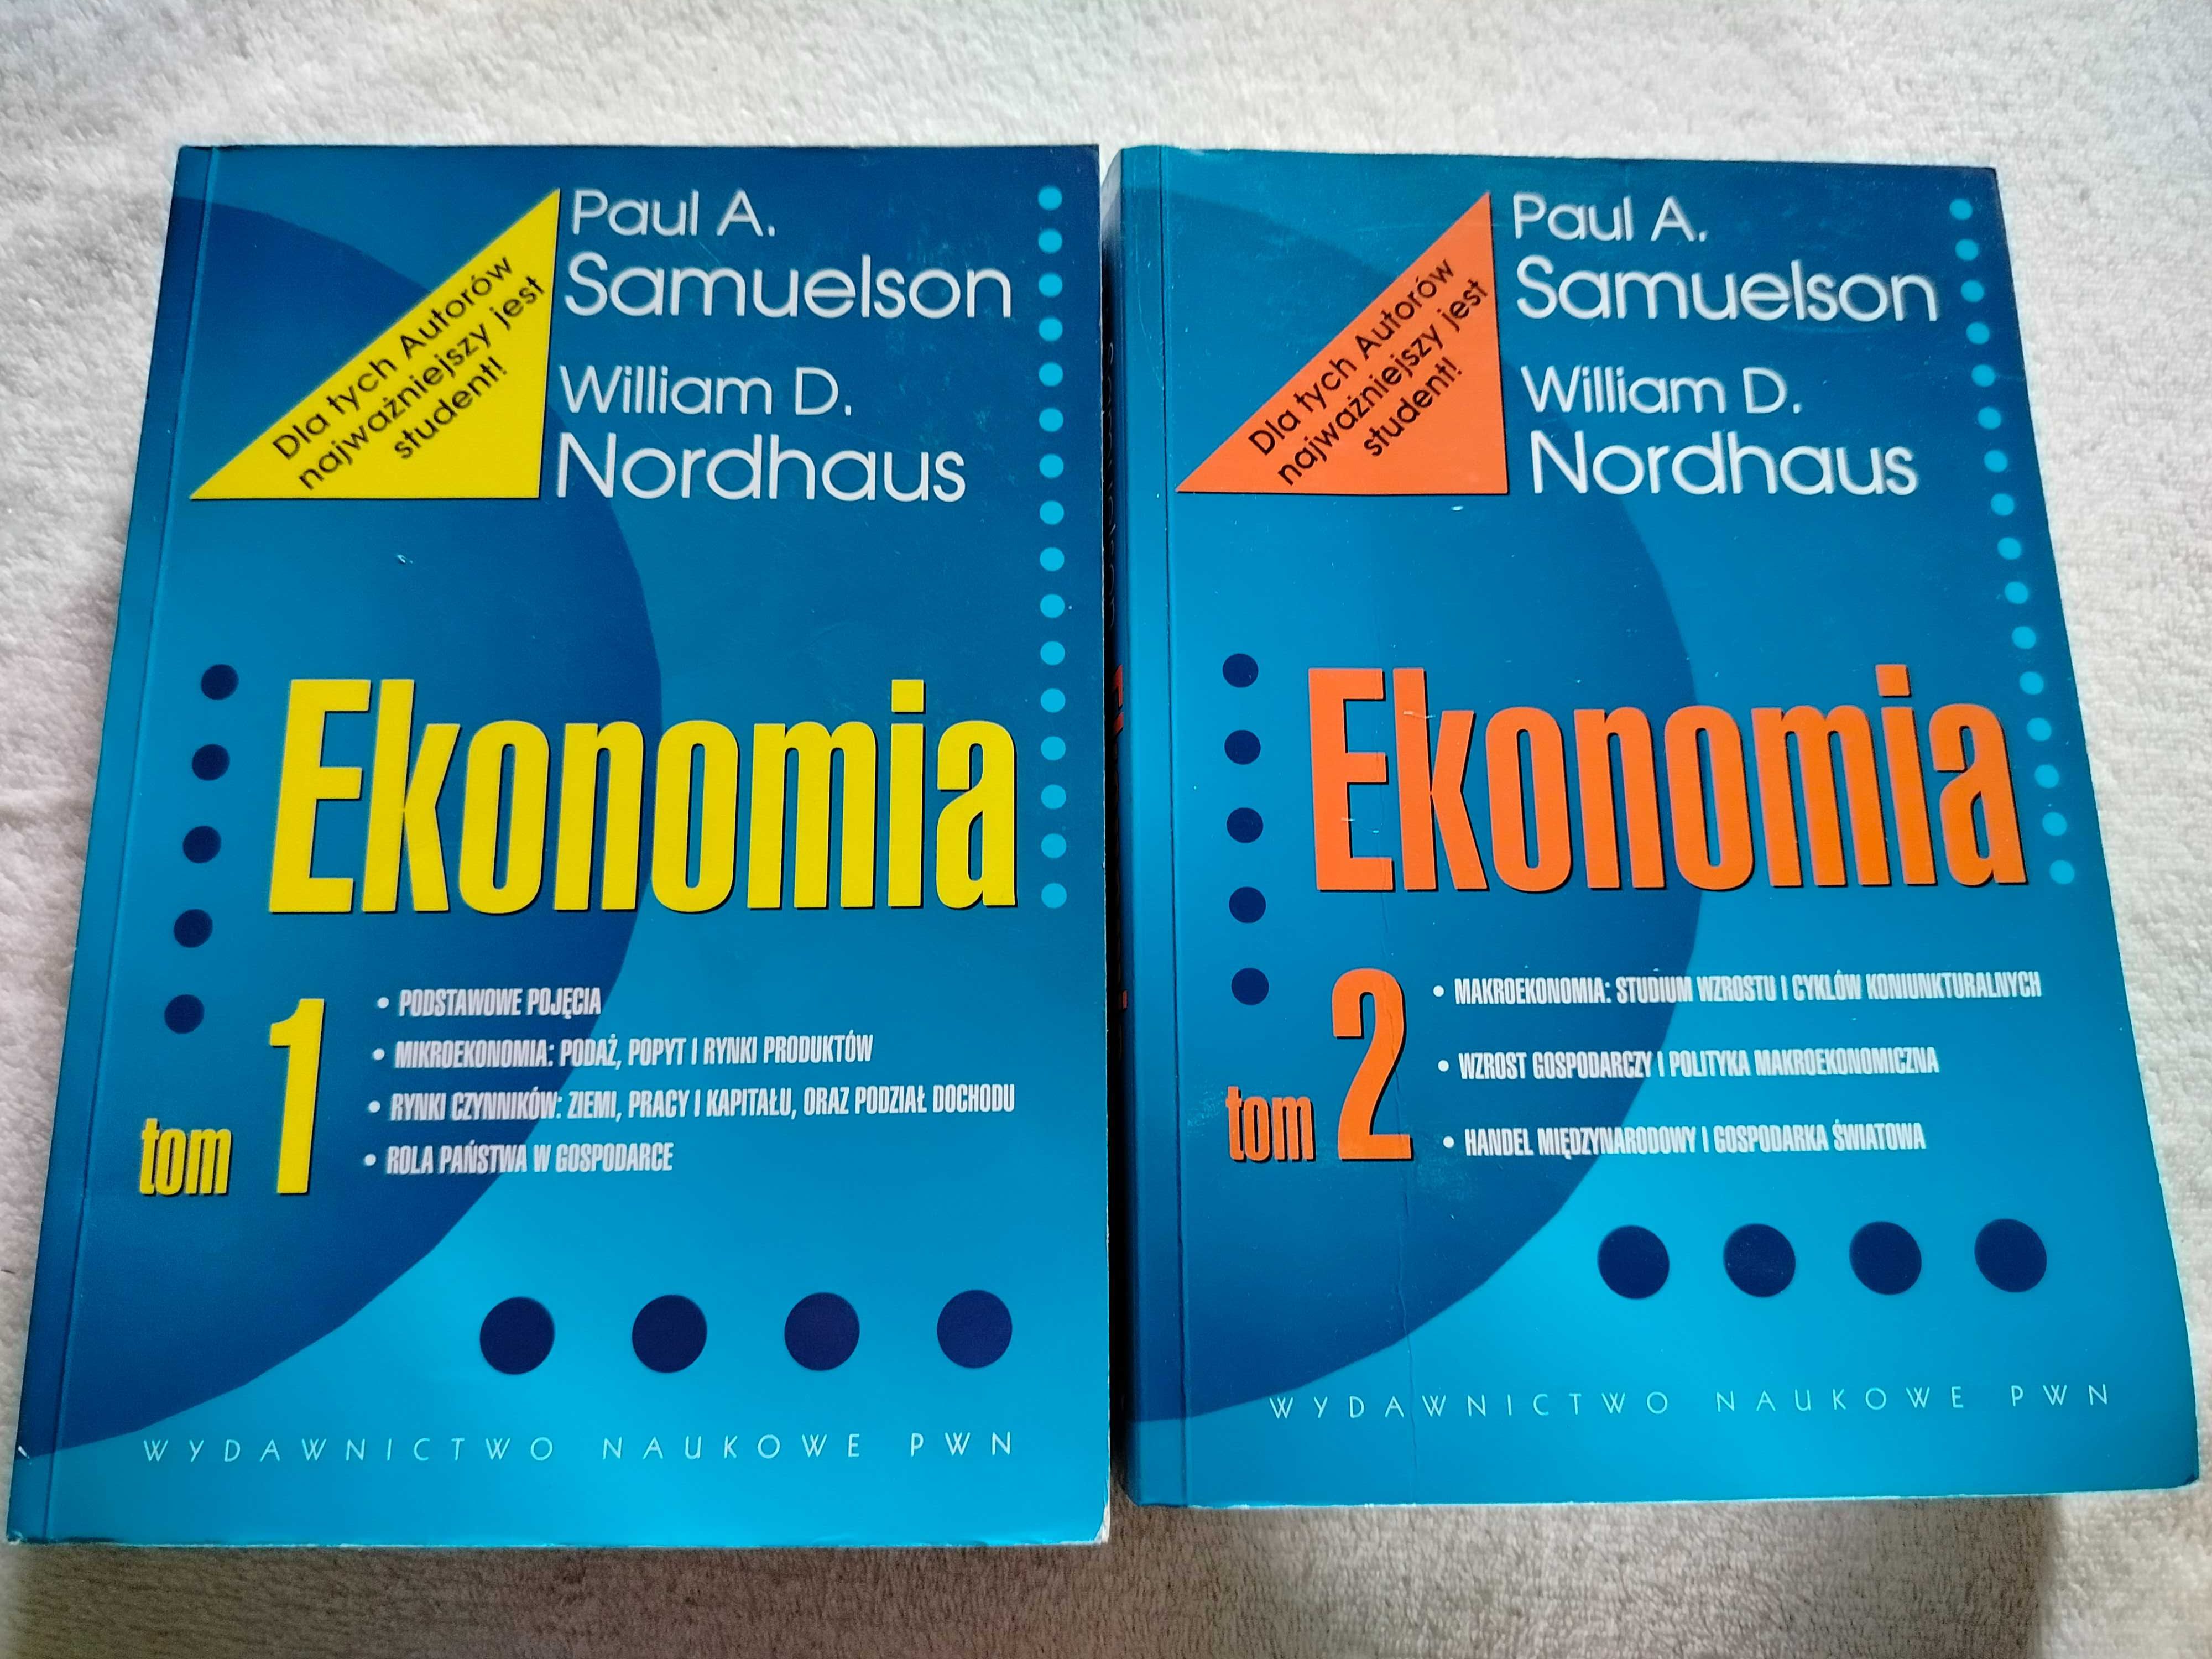 Dla tych Autorów
najważniejszy jest
student!
Paul A.
Samuelson
William D.
Nordhaus
Ekonomia
tom 1
• PODSTAWOWE POJĘCIA
• MIKROEKONOMIA: PODAŻ, POPYT I RYNKI PRODUKTÓW
• RYNKI CZYNNIKÓW: ZIEMI, PRACY I KAPITAŁU, ORAZ PODZIAŁ DOCHODU
• ROLA PAŃSTWA W GOSPODARCE
WYDAWNICTWO NAUKOWE PWN
Dla tych Autorów
najważniejszy jest
student!
Paul A.
Samuelson
William D.
Nordhaus
Ekonomia
tom 2
• MAKROEKONOMIA: STUDIUM WZROSTU I CYKLÓW KONIUNKTURALNYCH
• WZROST GOSPODARCZY I POLITYKA MAKROEKONOMICZNA
• HANDEL MIĘDZYNARODOWY I GOSPODARKA ŚWIATOWA
WYDAWNICTWO NAUKOWE PWN